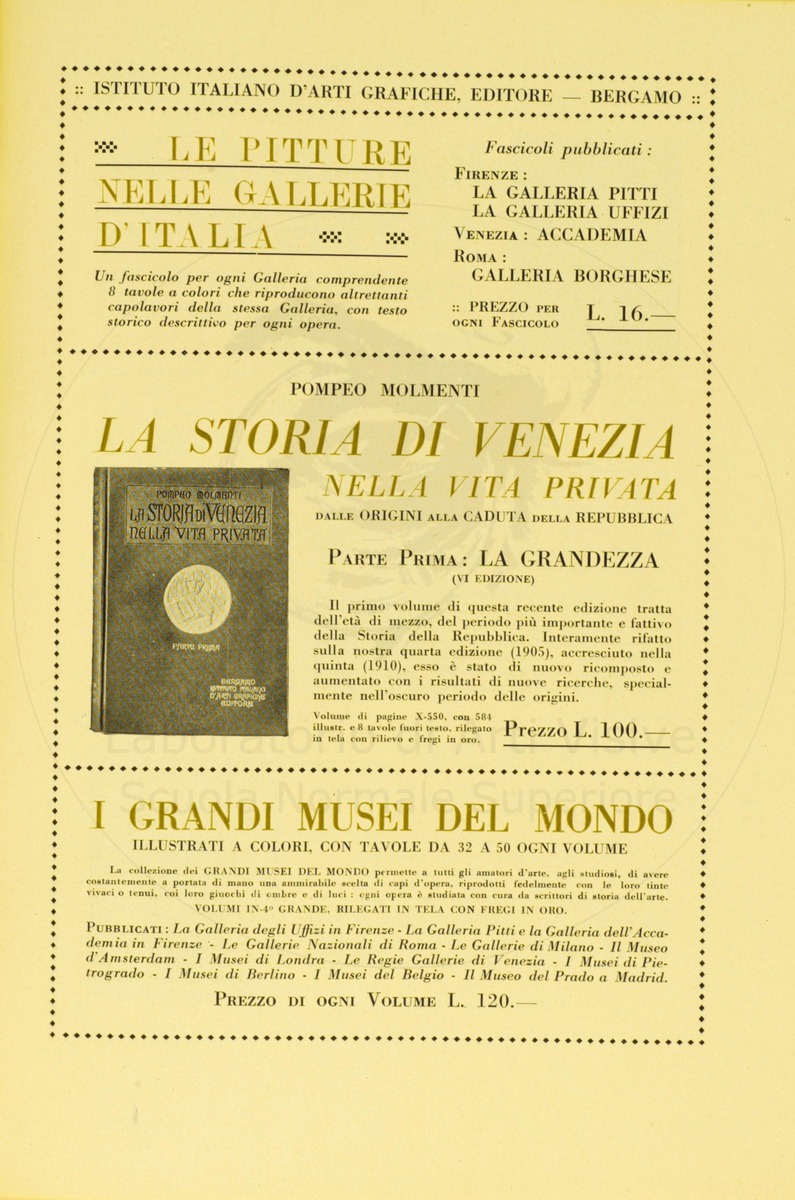 :: ISTITUTO ITALIANO D'ARTI GRAFICHE, EDITORE — BERGAMO ::
LE PITTURE
NELLE GALLERIE
D'ITALIA
Un fascicolo per ogni Galleria comprendente
8 tavole a colori che riproducono altrettanti
capolavori della stessa Galleria, con testo
storico descrittivo per ogni opera.
Fascicoli pubblicati :
FIRENZE :
LA GALLERIA PITTI
LA GALLERIA UFFIZI
VENEZIA : ACCADEMIA
ROMA :
GALLERIA BORGHESE
:: PREZZO PER
OGNI FASCICOLO
L. 16.—
POMPEO MOLMENTI
LA STORIA DI VENEZIA
NELLA VITA PRIVATA
DALLE ORIGINI ALLA CADUTA DELLA REPUBBLICA
POMPEO MOLMENTI
LA STORIA DI VENEZIA
NELLA VITA PRIVATA
PARTE PRIMA
BERGAMO
ISTITUTO ITALIANO
D'ARTI GRAFICHE
EDITORE
PARTE PRIMA : LA GRANDEZZA
(VI EDIZIONE)
Il primo volume di questa recente edizione tratta
dell'età di mezzo, del periodo più importante e fattivo
della Storia della Repubblica. Interamente rifatto
sulla nostra quarta edizione (1905), accresciuto nella
quinta (1910), esso è stato di nuovo ricomposto e
aumentato con i risultati di nuove ricerche, special-
mente nell'oscuro periodo delle origini.
Volume di pagine X-550, con 584
illustr. e 8 tavole fuori testo, rilegato
in tela con rilievo e fregi in oro.
Prezzo L. 100.—
I GRANDI MUSEI DEL MONDO
ILLUSTRATI A COLORI, CON TAVOLE DA 32 A 50 OGNI VOLUME
La collezione dei GRANDI MUSEI DEL MONDO permette a tutti gli amatori d'arte, agli studiosi, di avere
costantemente a portata di mano una ammirabile scelta di capi d'opera, riprodotti fedelmente con le loro tinte
vivaci o tenui, coi loro giuochi di ombre e di luci : ogni opera è studiata con cura da scrittori di storia dell'arte.
VOLUMI IN-4º GRANDE, RILEGATI IN TELA CON FREGI IN ORO.
PUBBLICATI : La Galleria degli Uffizi in Firenze - La Galleria Pitti e la Galleria dell'Acca-
demia in Firenze - Le Gallerie Nazionali di Roma - Le Gallerie di Milano - Il Museo
d'Amsterdam - I Musei di Londra - Le Regie Gallerie di Venezia - I Musei di Pie-
trogrado - I Musei di Berlino - I Musei del Belgio - Il Museo del Prado a Madrid.
PREZZO DI OGNI VOLUME L. 120.—